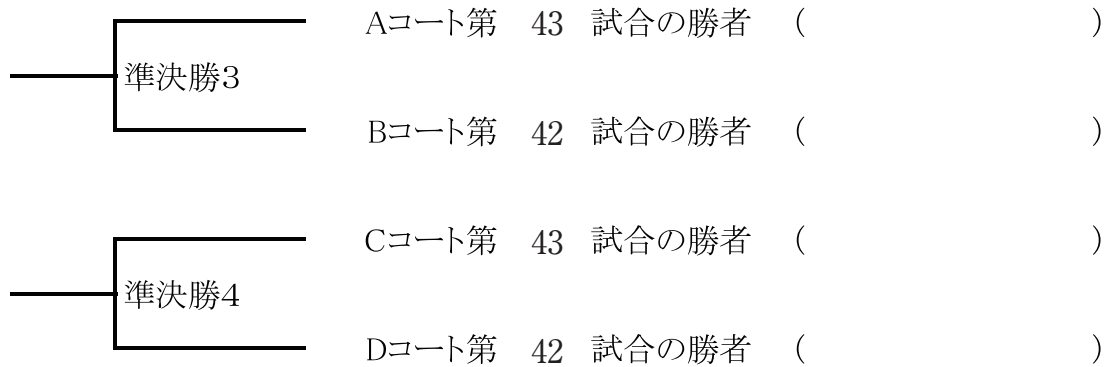 Aコート第 43 試合の勝者 ( )
準決勝3
Bコート第 42 試合の勝者 ( )
Cコート第 43 試合の勝者 ( )
準決勝4
Dコート第 42 試合の勝者 ( )